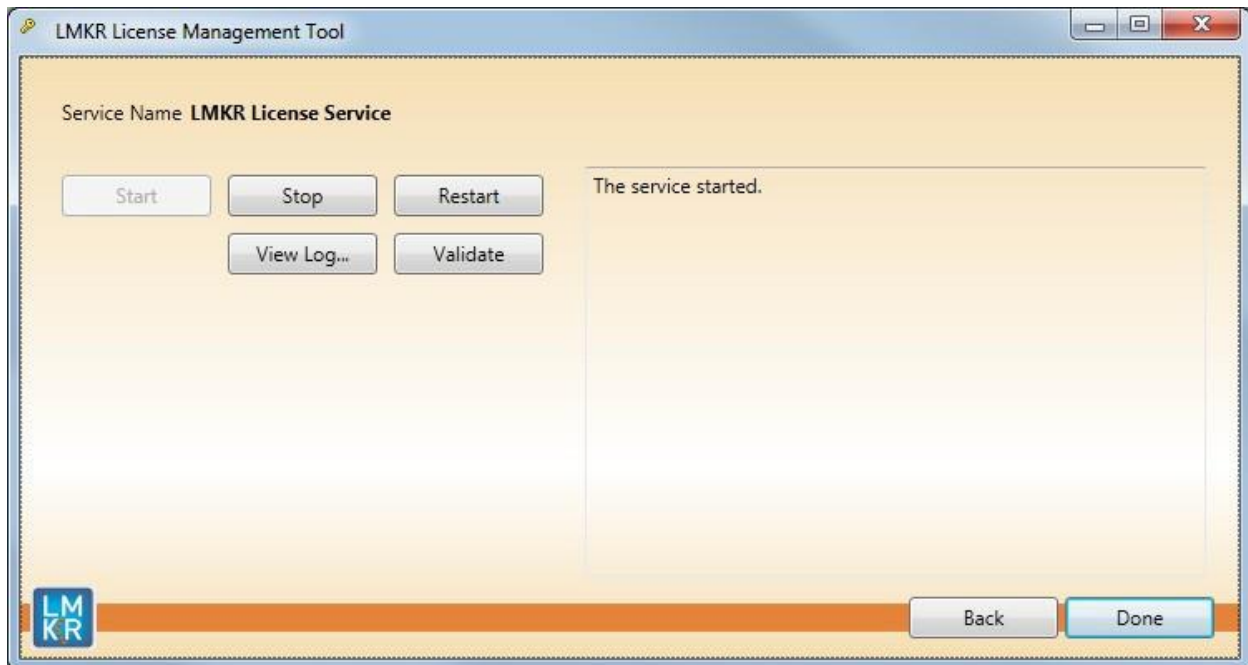 LMKR License Management Tool
Service Name LMKR License Service
Start Stop Restart
The service started.
View Log... Validate
LM
KR
Back Done